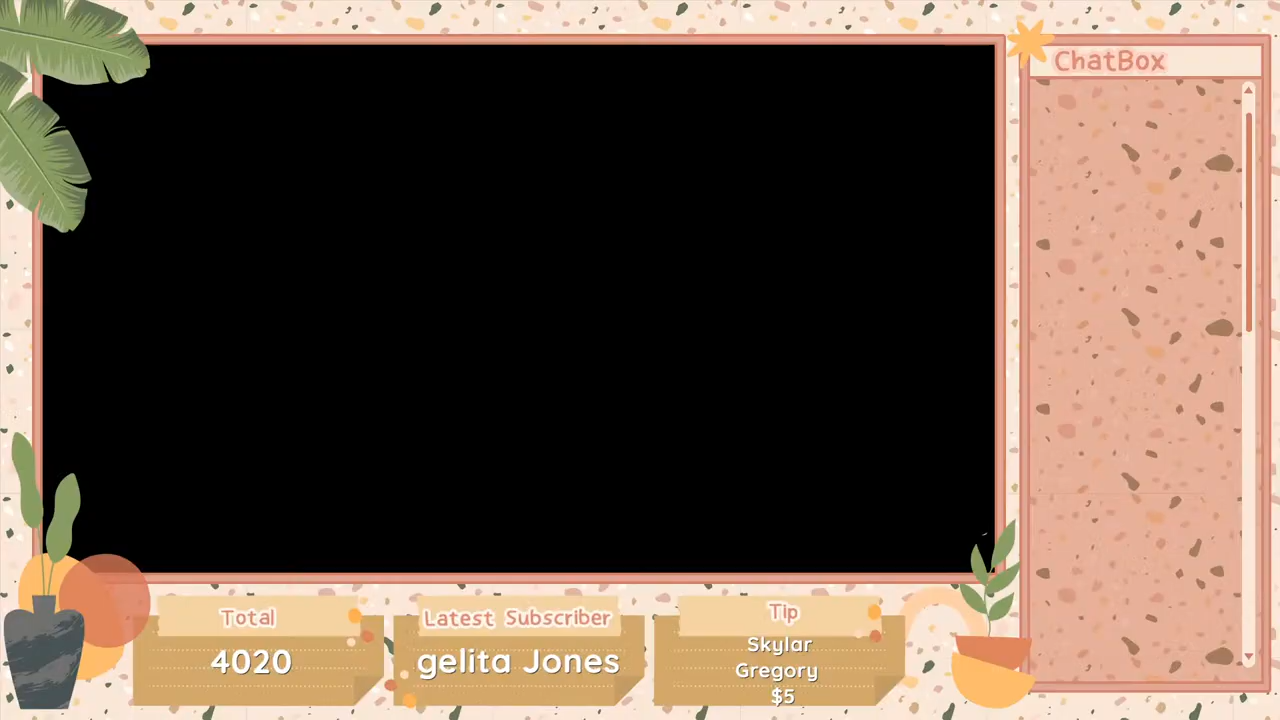 ChatBox
Total
4020
Latest Subscriber
gelita Jones
Tip
Skylar
Gregory
$5